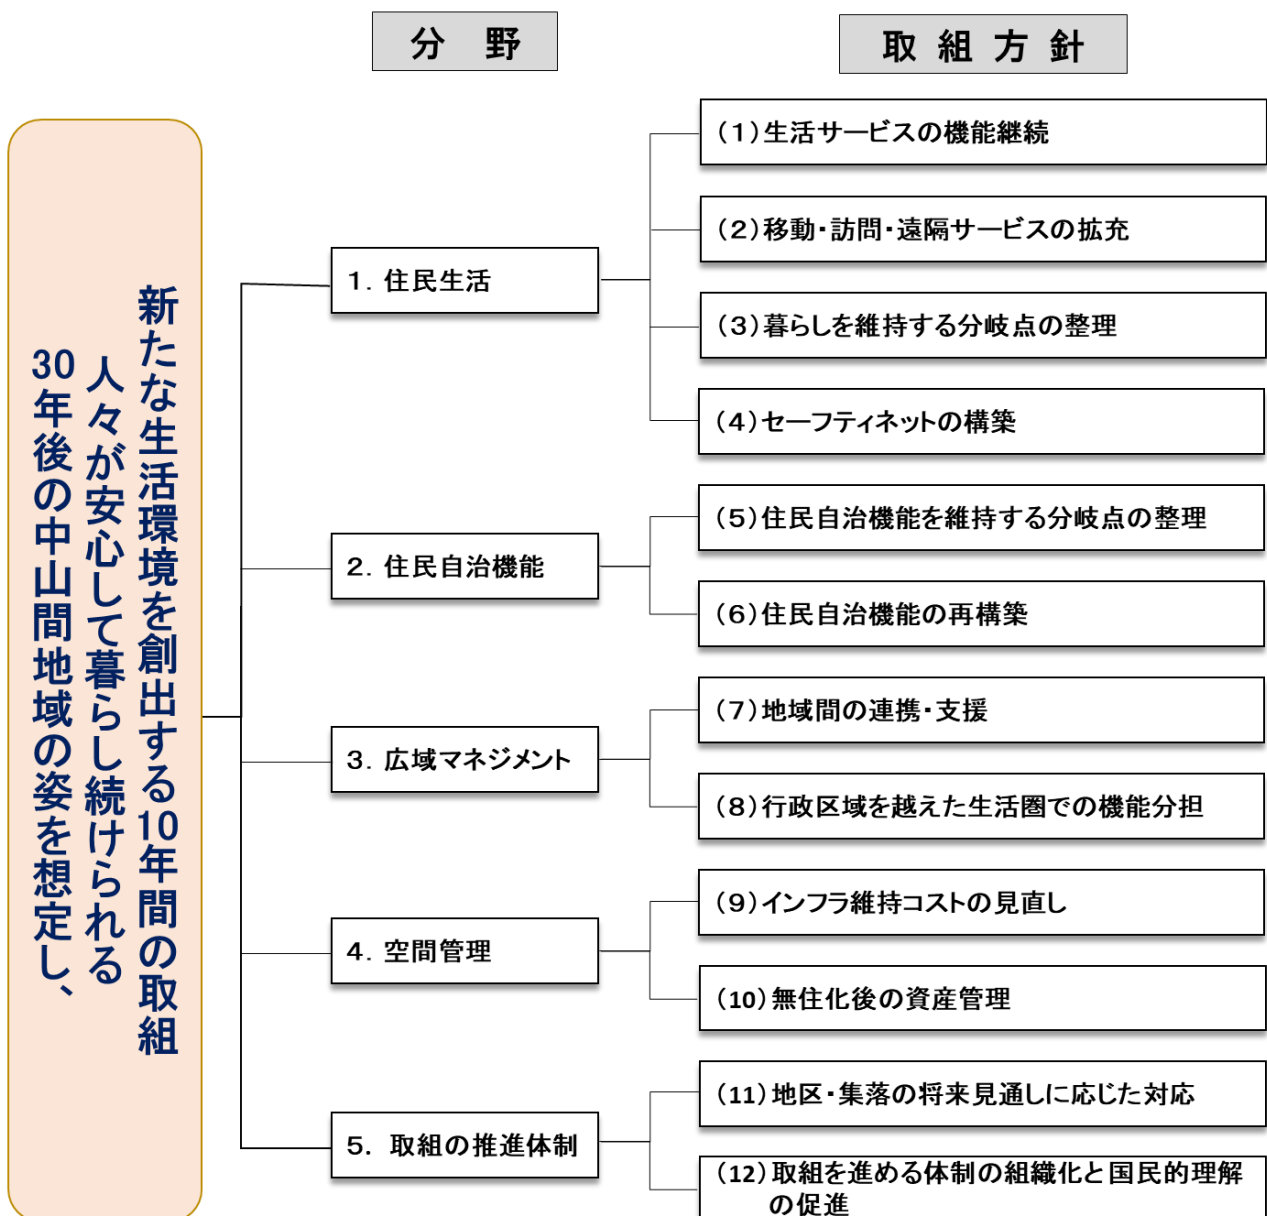 分　野
取 組 方 針
新たな生活環境を創出する10年間の取組
人々が安心して暮らし続けられる
30年後の中山間地域の姿を想定し、
1. 住民生活
(1)生活サービスの機能継続
(2)移動・訪問・遠隔サービスの拡充
(3)暮らしを維持する分岐点の整理
(4)セーフティネットの構築
2. 住民自治機能
(5)住民自治機能を維持する分岐点の整理
(6)住民自治機能の再構築
3. 広域マネジメント
(7)地域間の連携・支援
(8)行政区域を越えた生活圏での機能分担
4. 空間管理
(9)インフラ維持コストの見直し
(10)無住化後の資産管理
5. 取組の推進体制
(11)地区・集落の将来見通しに応じた対応
(12)取組を進める体制の組織化と国民的理解
の促進